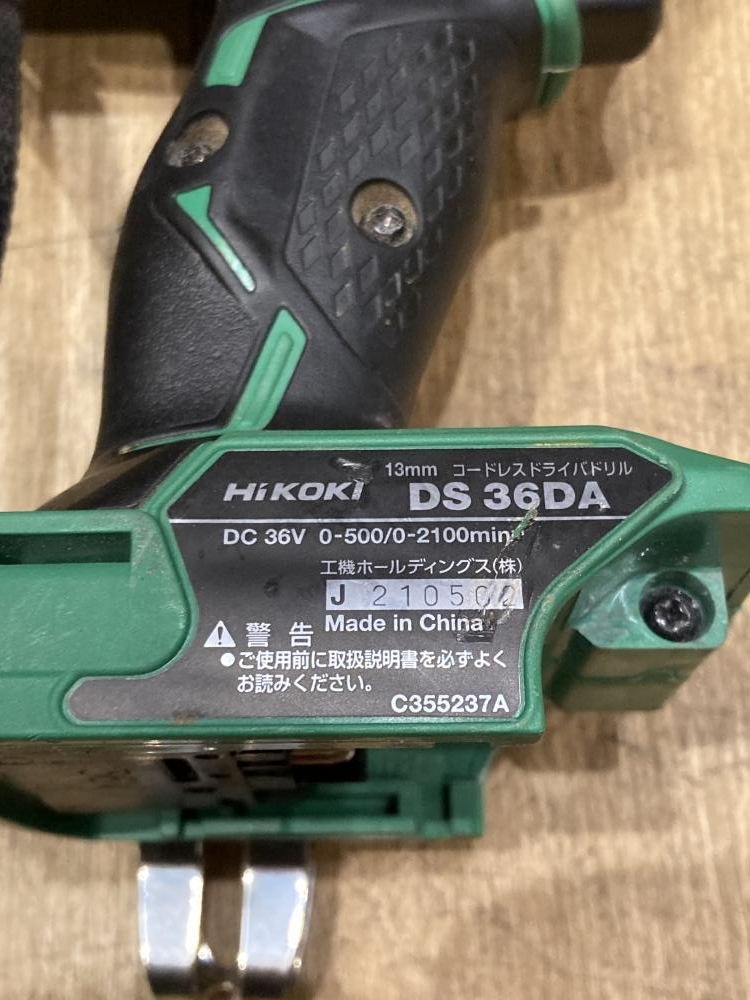 13mm コードレスドライバドリル
HiKOKI DS 36DA
DC 36V 0-500/0-2100min
工機ホールディングス(株)
J 210502
Made in China
警告
●ご使用前に取扱説明書を必ずよく
お読みください。
C355237A